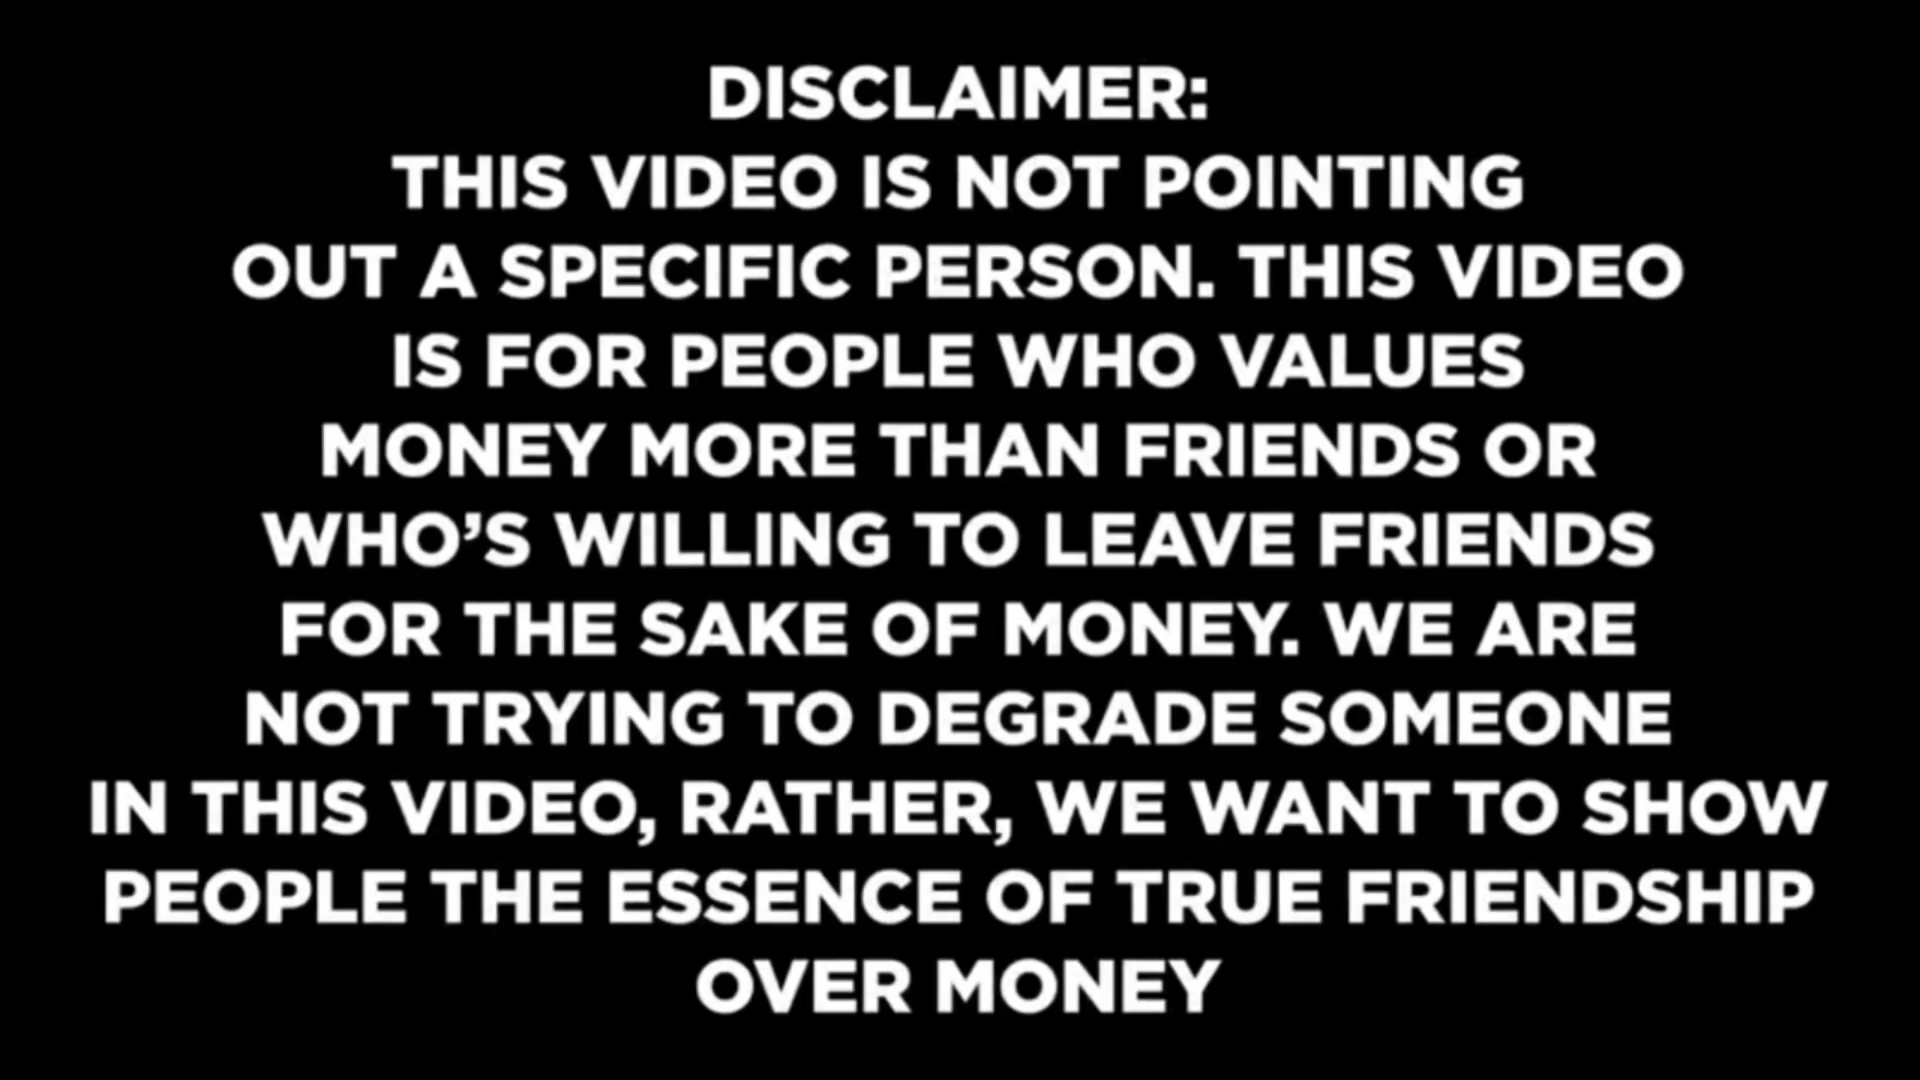 DISCLAIMER:
THIS VIDEO IS NOT POINTING
OUT A SPECIFIC PERSON. THIS VIDEO
IS FOR PEOPLE WHO VALUES
MONEY MORE THAN FRIENDS OR
WHO’S WILLING TO LEAVE FRIENDS
FOR THE SAKE OF MONEY. WE ARE
NOT TRYING TO DEGRADE SOMEONE
IN THIS VIDEO, RATHER, WE WANT TO SHOW
PEOPLE THE ESSENCE OF TRUE FRIENDSHIP
OVER MONEY